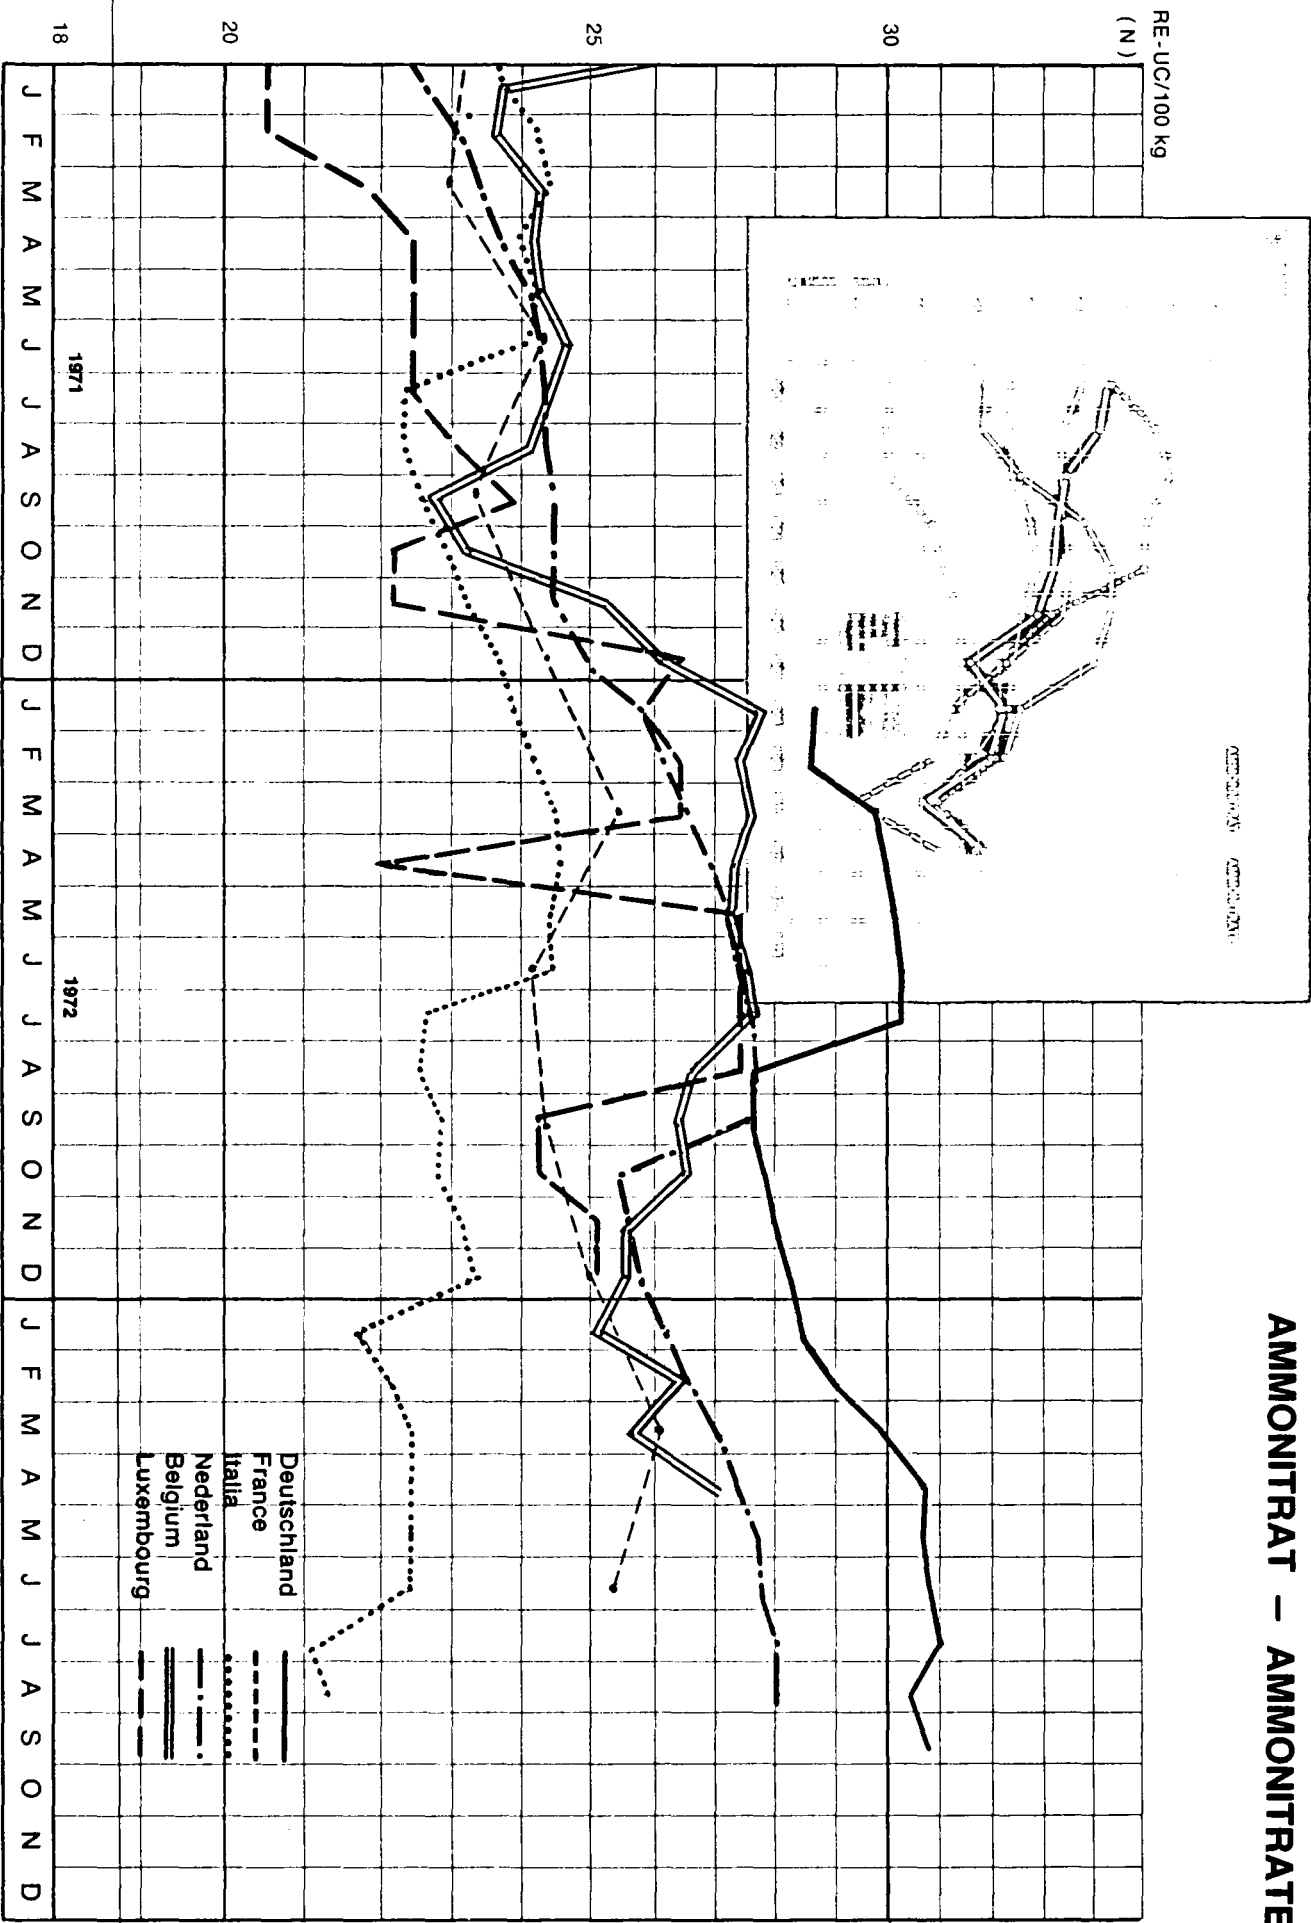 AMMONITRAT – AMMONITRATE
RE-UC/100 kg
(N)
30
25
20
18
J F M A M J J A S O N D J F M A M J J A S O N D J F M A M J J A S O N D
1971
1972
Deutschland
France
Italia
Nederland
Belgium
Luxembourg